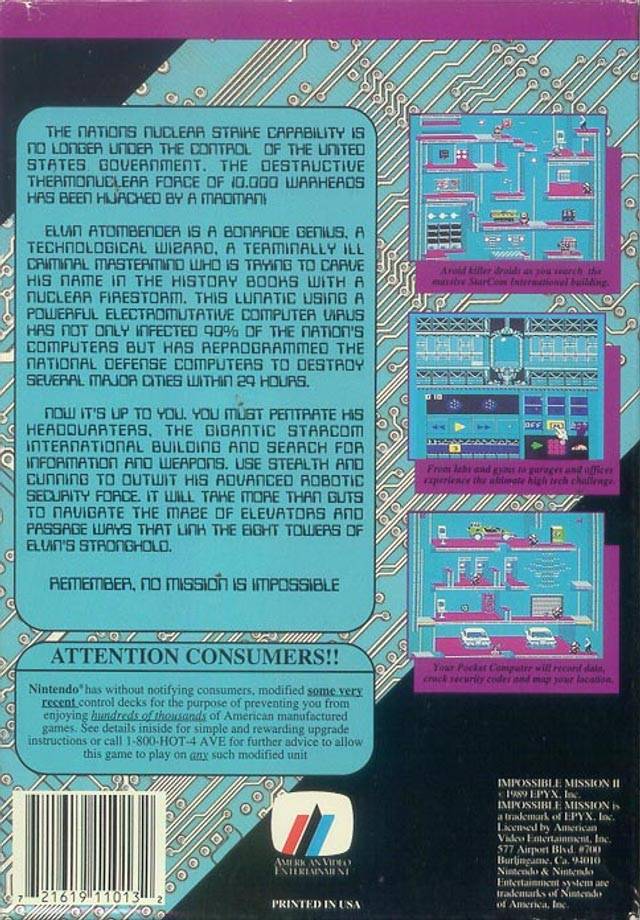 THE NATIONS NUCLEAR STRIKE CAPABILITY IS
NO LONGER UNDER THE CONTROL OF THE UNITED
STATES GOVERNMENT. THE DESTRUCTIVE
THERMONUCLEAR FORCE OF 10,000 WARHEADS
HAS BEEN HIJACKED BY A MADMAN!
ELVIN ATOMBENDER IS A BONAFIDE GENIUS, A
TECHNOLOGICAL WIZARD, A TERMINALLY ILL
CRIMINAL MASTERMIND WHO IS TRYING TO CARVE
HIS NAME IN THE HISTORY BOOKS WITH A
NUCLEAR FIRESTORM. THIS LUNATIC USING A
POWERFUL ELECTROMUTATIVE COMPUTER VIRUS
HAS NOT ONLY INFECTED 90% OF THE NATION'S
COMPUTERS BUT HAS REPROGRAMMED THE
NATIONAL DEFENSE COMPUTERS TO DESTROY
SEVERAL MAJOR CITIES WITHIN 24 HOURS.
NOW IT'S UP TO YOU. YOU MUST PENTRATE HIS
HEADQUARTERS, THE GIGANTIC STARCOM
INTERNATIONAL BUILDING AND SEARCH FOR
INFORMATION AND WEAPONS. USE STEALTH AND
CUNNING TO OUTWIT HIS ADVANCED ROBOTIC
SECURITY FORCE. IT WILL TAKE MORE THAN GUTS
TO NAVIGATE THE MAZE OF ELEVATORS AND
PASSAGE WAYS THAT LINK THE EIGHT TOWERS OF
ELVIN'S STRONGHOLD.
REMEMBER, NO MISSION IS IMPOSSIBLE
Avoid killer droids as you search the
massive StarCom International building.
OFF
From labs and gyms to garages and offices
experience the ultimate high tech challenge.
Your Pocket Computer will record data,
crack security codes and map your location.
ATTENTION CONSUMERS!!
Nintendo® has without notifying consumers, modified some very
recent control decks for the purpose of preventing you from
enjoying hundreds of thousands of American manufactured
games. See details iniside for simple and rewarding upgrade
instructions or call 1-800-HOT-4 AVE for further advice to allow
this game to play on any such modified unit
7 21619 11013 2
AMERICAN VIDEO
ENTERTAINMENT
PRINTED IN USA
IMPOSSIBLE MISSION II
©1989 EPYX, Inc.
IMPOSSIBLE MISSION is
a trademark of EPYX, Inc.
Licensed by American
Video Entertainment, Inc.
577 Airport Blvd. #700
Burlingame, Ca. 94010
Nintendo & Nintendo
Entertainment system are
trademarks of Nintendo
of America, Inc.